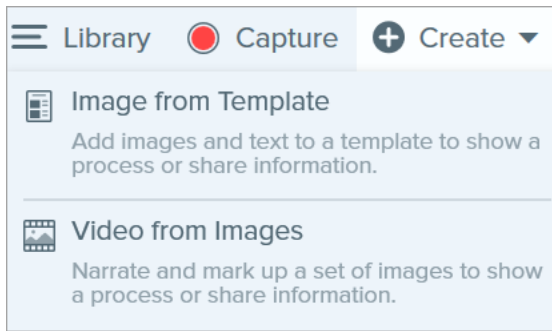 Library Capture Create
Image from Template
Add images and text to a template to show a
process or share information.
Video from Images
Narrate and mark up a set of images to show
a process or share information.